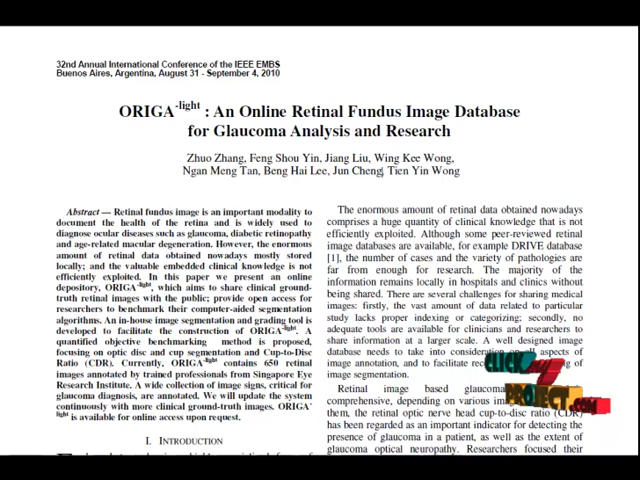 32nd Annual International Conference of the IEEE EMBS
Buenos Aires, Argentina, August 31 - September 4, 2010
ORIGA-light : An Online Retinal Fundus Image Database
for Glaucoma Analysis and Research
Zhuo Zhang, Feng Shou Yin, Jiang Liu, Wing Kee Wong,
Ngan Meng Tan, Beng Hai Lee, Jun Cheng, Tien Yin Wong
Abstract — Retinal fundus image is an important modality to
document the health of the retina and is widely used to
diagnose ocular diseases such as glaucoma, diabetic retinopathy
and age-related macular degeneration. However, the enormous
amount of retinal data obtained nowadays mostly stored
locally; and the valuable embedded clinical knowledge is not
efficiently exploited. In this paper we present an online
depository, ORIGA-light, which aims to share clinical ground-
truth retinal images with the public; provide open access for
researchers to benchmark their computer-aided segmentation
algorithms. An in-house image segmentation and grading tool is
developed to facilitate the construction of ORIGA-light. A
quantified objective benchmarking method is proposed,
focusing on optic disc and cup segmentation and Cup-to-Disc
Ratio (CDR). Currently, ORIGA-light contains 650 retinal
images annotated by trained professionals from Singapore Eye
Research Institute. A wide collection of image signs, critical for
glaucoma diagnosis, are annotated. We will update the system
continuously with more clinical ground-truth images. ORIGA-
light is available for online access upon request.
I. INTRODUCTION
The enormous amount of retinal data obtained nowadays
comprises a huge quantity of clinical knowledge that is not
efficiently exploited. Although some peer-reviewed retinal
image databases are available, for example DRIVE database
[1], the number of cases and the variety of pathologies are
far from enough for research. The majority of the
information remains locally in hospitals and clinics without
being shared. There are several challenges for sharing medical
images: firstly, the vast amount of data related to particular
study lacks proper indexing or categorizing; secondly, no
adequate tools are available for clinicians and researchers to
share information at a larger scale. A well designed image
database needs to take into consideration all aspects of
image annotation, and to facilitate of
image segmentation.
Retinal image based
comprehensive, depending on various
them, the retinal optic nerve head cup-to-disc ratio (CDR)
has been regarded as an important indicator for detecting the
presence of glaucoma in a patient, as well as the extent of
glaucoma optical neuropathy. Researchers focused their
CLICK MY
PROJECT.COM